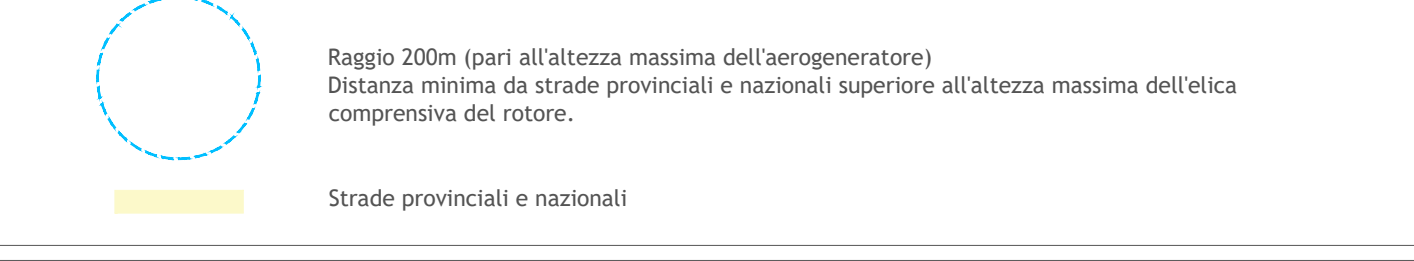 Raggio 200m (pari all'altezza massima dell'aerogeneratore)
Distanza minima da strade provinciali e nazionali superiore all'altezza massima dell'elica
comprensiva del rotore.
Strade provinciali e nazionali